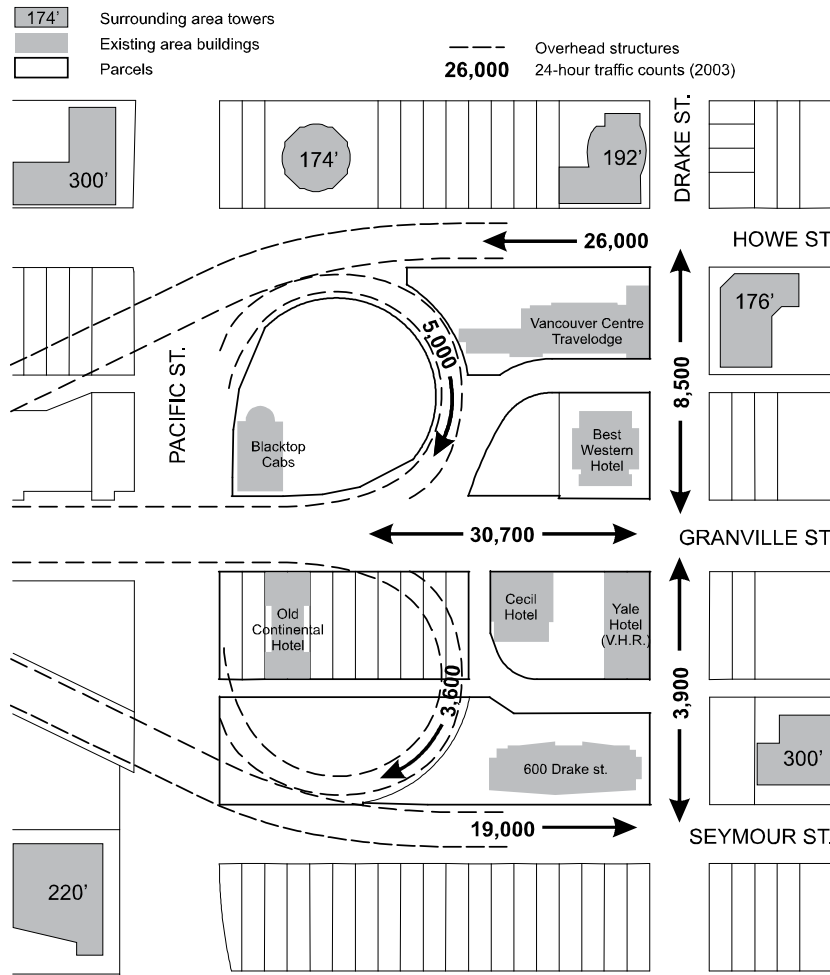 174' Surrounding area towers
Existing area buildings
Parcels
Overhead structures
26,000 24-hour traffic counts (2003)
DRAKE ST.
300'
174'
192'
26,000
HOWE ST.
176'
Vancouver Centre
Travelodge
5,000
8,500
PACIFIC ST.
Blacktop
Cabs
Best
Western
Hotel
30,700
GRANVILLE ST.
Old
Continental
Hotel
Cecil
Hotel
Yale
Hotel
(V.H.R.)
3,600
3,900
600 Drake st.
300'
19,000
SEYMOUR ST.
220'